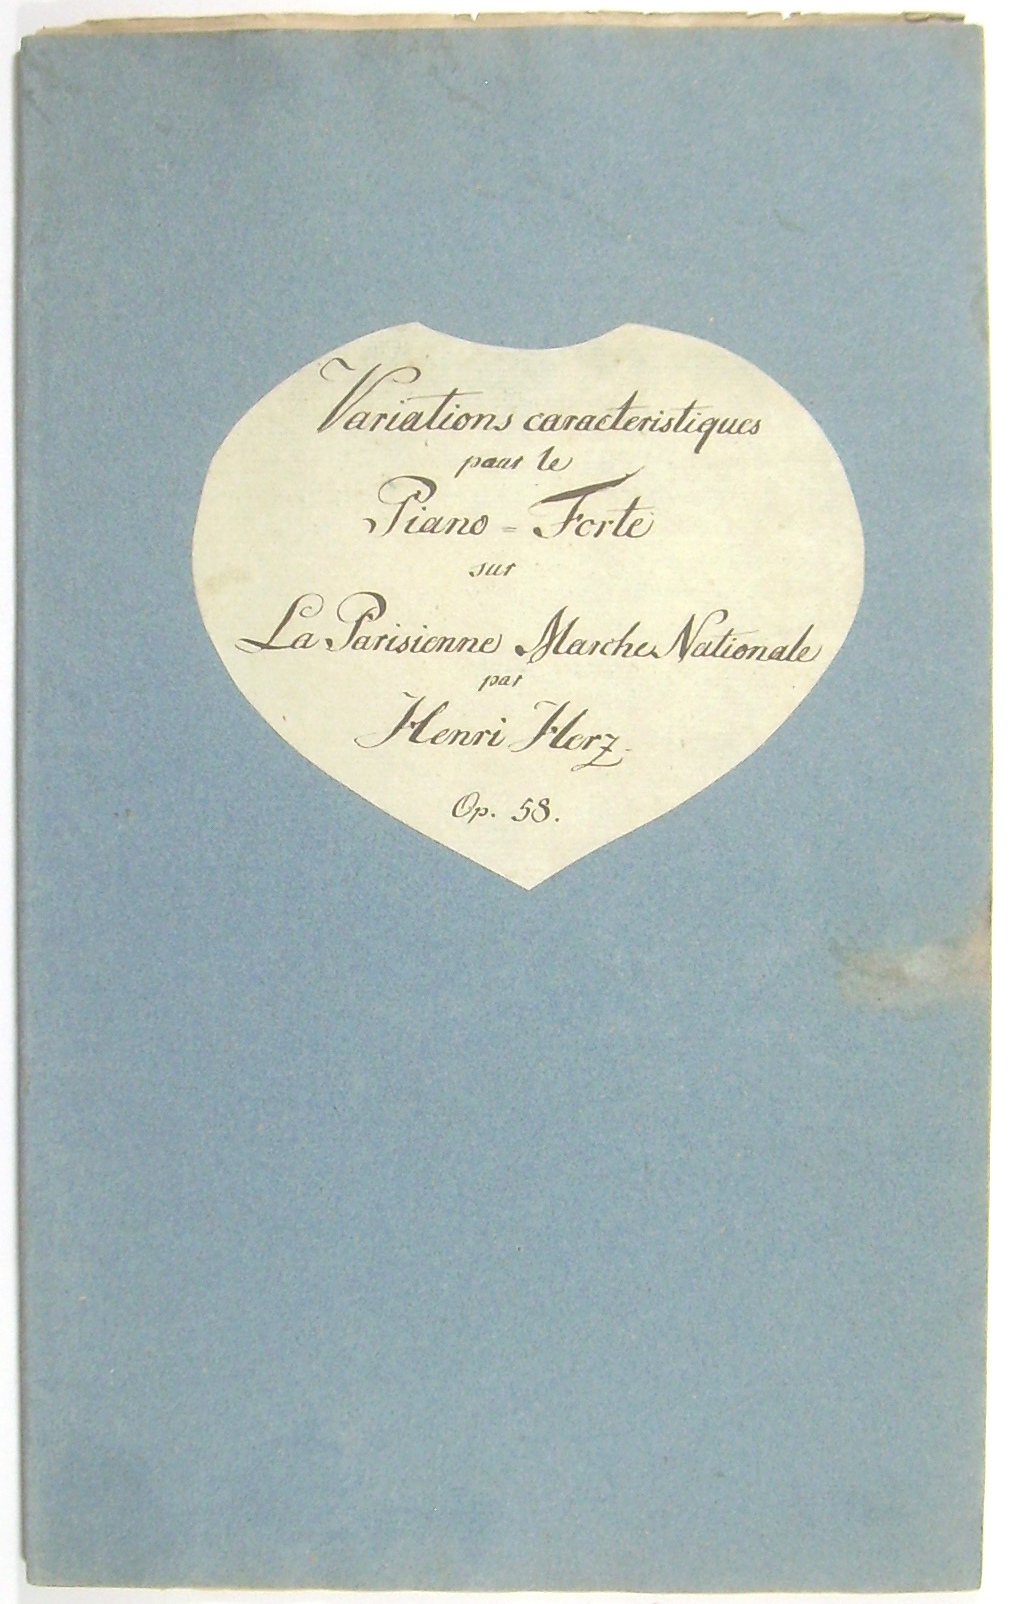 Variations caracteristiques
pour le
Piano = Forte
sur
La Parisienne Marche Nationale
par
Henri Herz.
Op. 58.